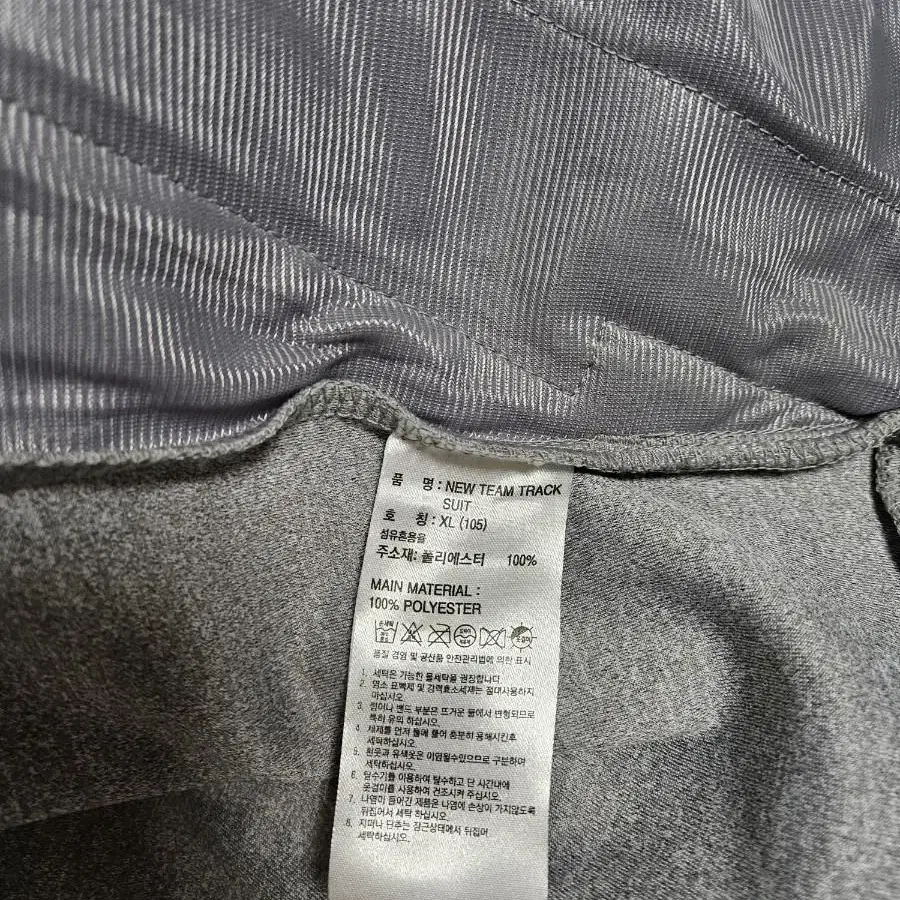 품 명 : NEW TEAM TRACK
SUIT
호 칭 : XL (105)
섬유혼용율
주소재: 폴리에스터 100%
MAIN MATERIAL :
100% POLYESTER
손세탁
옷걸이
품질 경영 및 공산품 안전관리법에 의한 표시
1. 세탁은 가능한 물세탁을 권장합니다.
2. 염소 표백제 및 강력효소세제는 절대사용하지
마십시오.
3. 밴드 부분은 뜨거운 물에서 변형되므로
특히 유의 하십시오.
4. 세제를 먼저 물에 풀어 충분히 용해시킨후
세탁하십시오.
5. 흰옷과 유색옷은 이염될수있으므로 구분하여
세탁하십시오.
6. 탈수기를 이용하여 탈수하고 단 시간내에
옷걸이를 사용하여 건조시켜 주십시오.
7. 나염이 들어간 제품은 나염에 손상이 가지않도록
뒤집어서 세탁 하십시오.
8. 지퍼나 단추는 잠근상태에서 뒤집어
세탁하십시오.